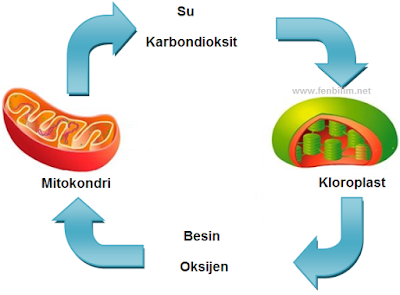 Su
Karbondioksit
www.fenbilim.net
Mitokondri
Kloroplast
Besin
Oksijen